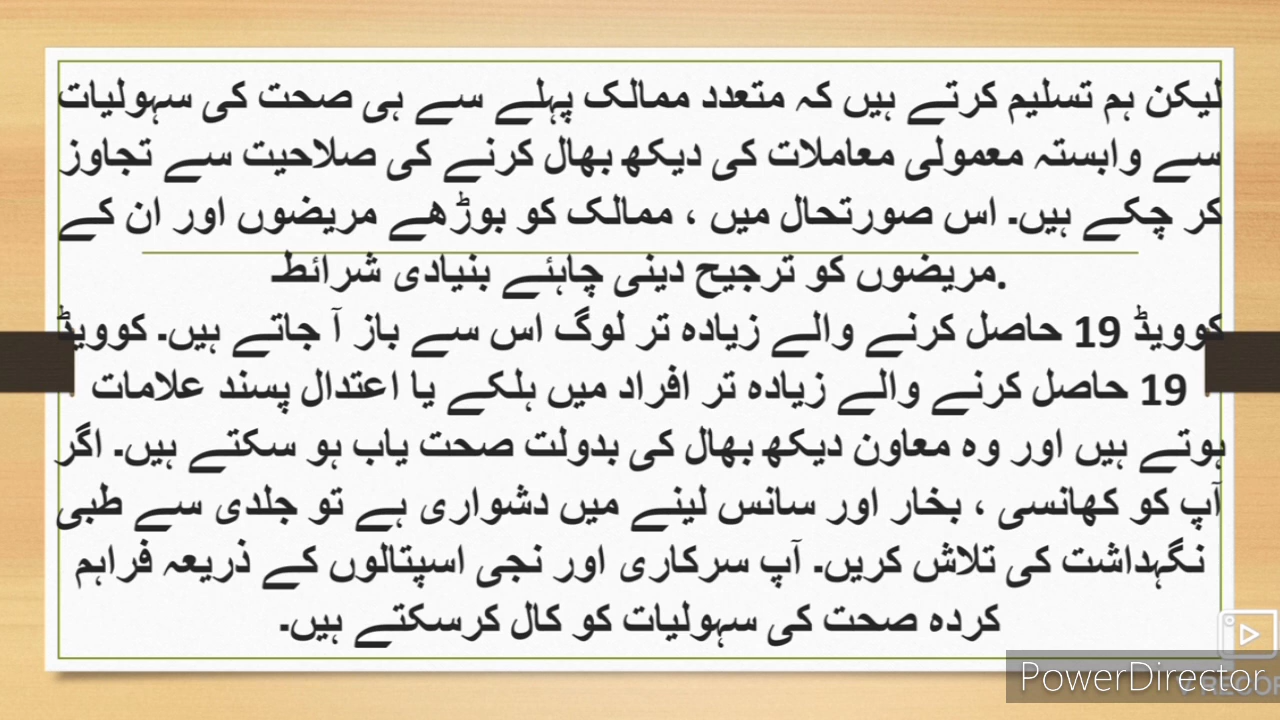 لیکن ہم تسلیم کرتے ہیں کہ متعدد ممالک پہلے سے ہی صحت کی سہولیات
سے وابستہ معمولی معاملات کی دیکھ بھال کرنے کی صلاحیت سے تجاوز
کر چکے ہیں۔ اس صورتحال میں ، ممالک کو بوڑھے مریضوں اور ان کے
مریضوں کو ترجیح دینی چاہئے بنیادی شرائط.
کوویڈ 19 حاصل کرنے والے زیادہ تر لوگ اس سے باز آ جاتے ہیں۔ کوویڈ
19 حاصل کرنے والے زیادہ تر افراد میں ہلکے یا اعتدال پسند علامات
ہوتے ہیں اور وہ معاون دیکھ بھال کی بدولت صحت یاب ہو سکتے ہیں۔ اگر
آپ کو کھانسی ، بخار اور سانس لینے میں دشواری ہے تو جلدی سے طبی
نگہداشت کی تلاش کریں۔ آپ سرکاری اور نجی اسپتالوں کے ذریعہ فراہم
کردہ صحت کی سہولیات کو کال کرسکتے ہیں۔
PowerDirector